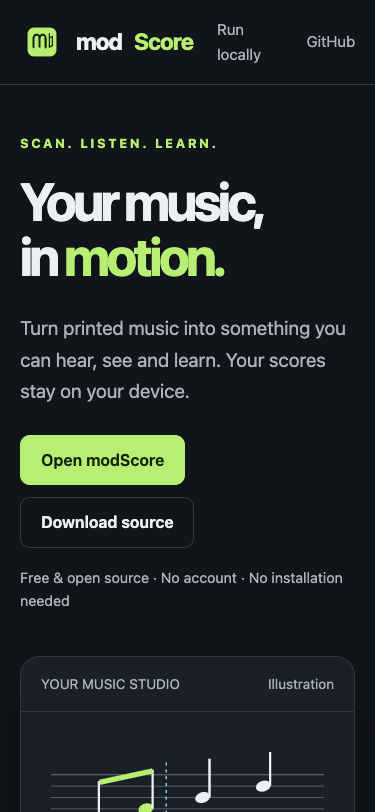 m♭ mod Score Run locally GitHub
SCAN. LISTEN. LEARN.
Your music,
in motion.
Turn printed music into something you
can hear, see and learn. Your scores
stay on your device.
Open modScore
Download source
Free & open source · No account · No installation
needed
YOUR MUSIC STUDIO Illustration